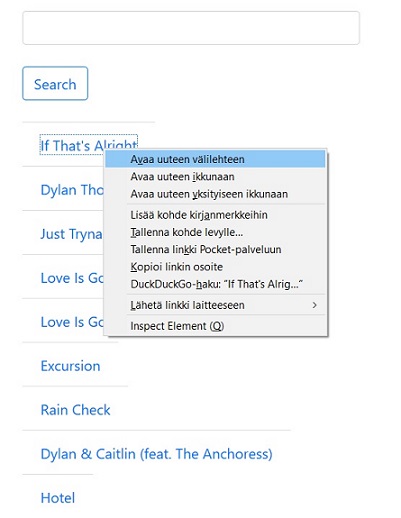 Search
If That's Alright
Dylan Tho
Just Tryna
Love Is Go
Love Is Go
Excursion
Rain Check
Dylan & Caitlin (feat. The Anchoress)
Hotel
Avaa uuteen välilehteen
Avaa uuteen ikkunaan
Avaa uuteen yksityiseen ikkunaan
Lisää kohde kirjanmerkkeihin
Tallenna kohde levylle...
Tallenna linkki Pocket-palveluun
Kopioi linkin osoite
DuckDuckGo-haku: "If That's Alrig..."
Lähetä linkki laitteeseen
Inspect Element (Q)